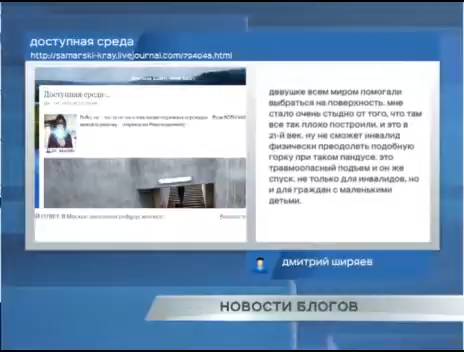 доступная среда
http://samarski-kray.livejournal.com/794048.html
Доступная среда...
девушке всем миром помогали
выбраться на поверхность. мне
стало очень стыдно от того, что там
все так плохо построили. и это в
21-й век. ну не сможет инвалид
физически преодолеть подобную
горку при таком пандусе. это
травмоопасный подъем и он же
спуск. не только для инвалидов, но
и для граждан с маленькими
детьми.
дмитрий ширяев
НОВОСТИ БЛОГОВ